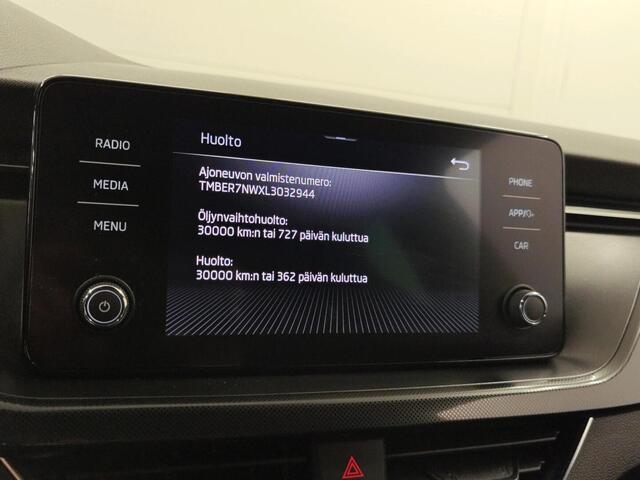 RADIO
MEDIA
MENU
Huolto
Ajoneuvon valmistenumero:
TMBER7NWXL3032944
Öljynvaihtohuolto:
30000 km:n tai 727 päivän kuluttua
Huolto:
30000 km:n tai 362 päivän kuluttua
PHONE
APP/
CAR